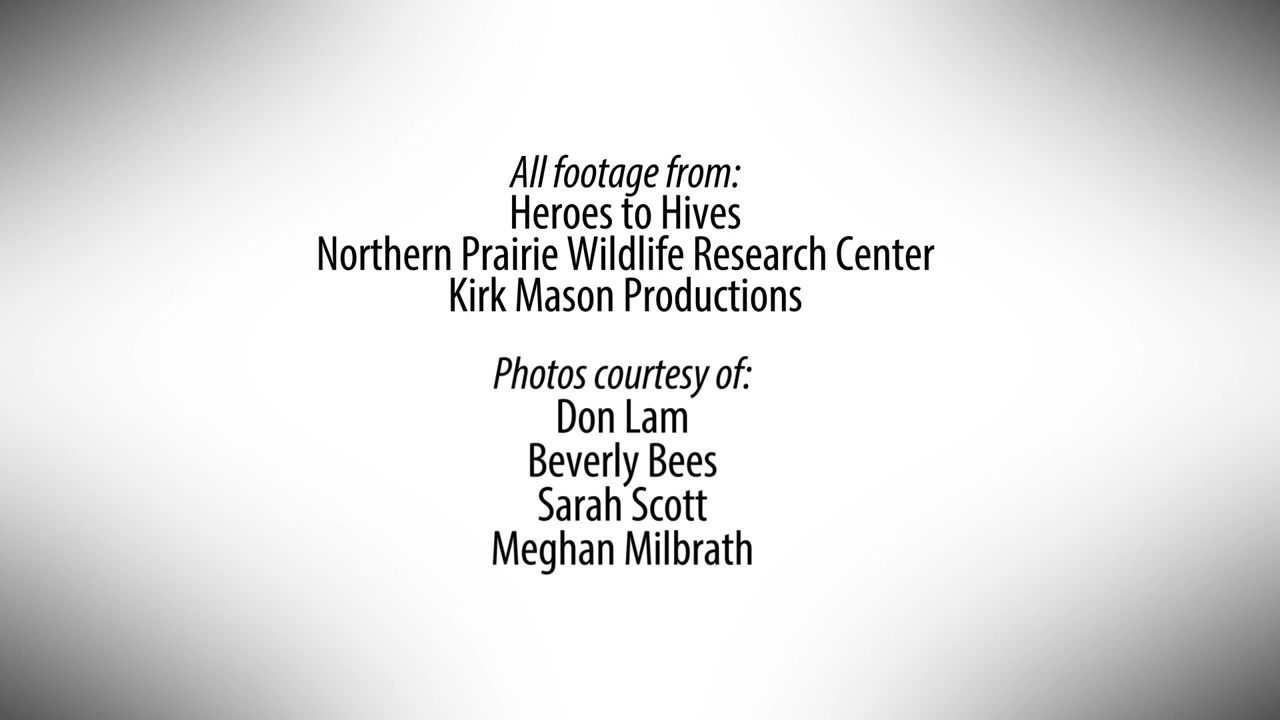 All footage from:
Heroes to Hives
Northern Prairie Wildlife Research Center
Kirk Mason Productions
Photos courtesy of:
Don Lam
Beverly Bees
Sarah Scott
Meghan Milbrath